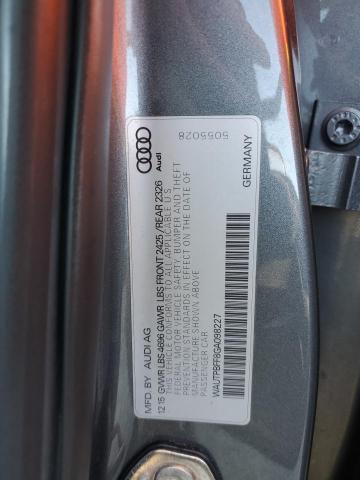 5055028
Audi
MFD. BY AUDI AG
GERMANY
12.15 GVWR LBS 4696 GAWR LBS FRONT 2425 / REAR 2326
THIS VEHICLE CONFORMS TO ALL APPLICABLE U.S.
FEDERAL MOTOR VEHICLE SAFETY, BUMPER AND THEFT
PREVENTION STANDARDS IN EFFECT ON THE DATE OF
MANUFACTURE SHOWN ABOVE.
PASSENGER CAR
WAUTPBFF8GA098227